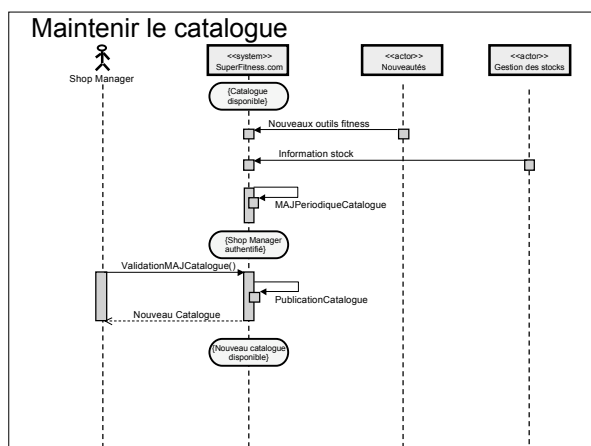 Maintenir le catalogue
Shop Manager
<<system>>
SuperFitness.com
<<actor>>
Nouveautés
<<actor>>
Gestion des stocks
{Catalogue
disponible}
Nouveaux outils fitness
Information stock
MAJPeriodiqueCatalogue
{Shop Manager
authentifié}
ValidationMAJCatalogue()
PublicationCatalogue
Nouveau Catalogue
{Nouveau catalogue
disponible}